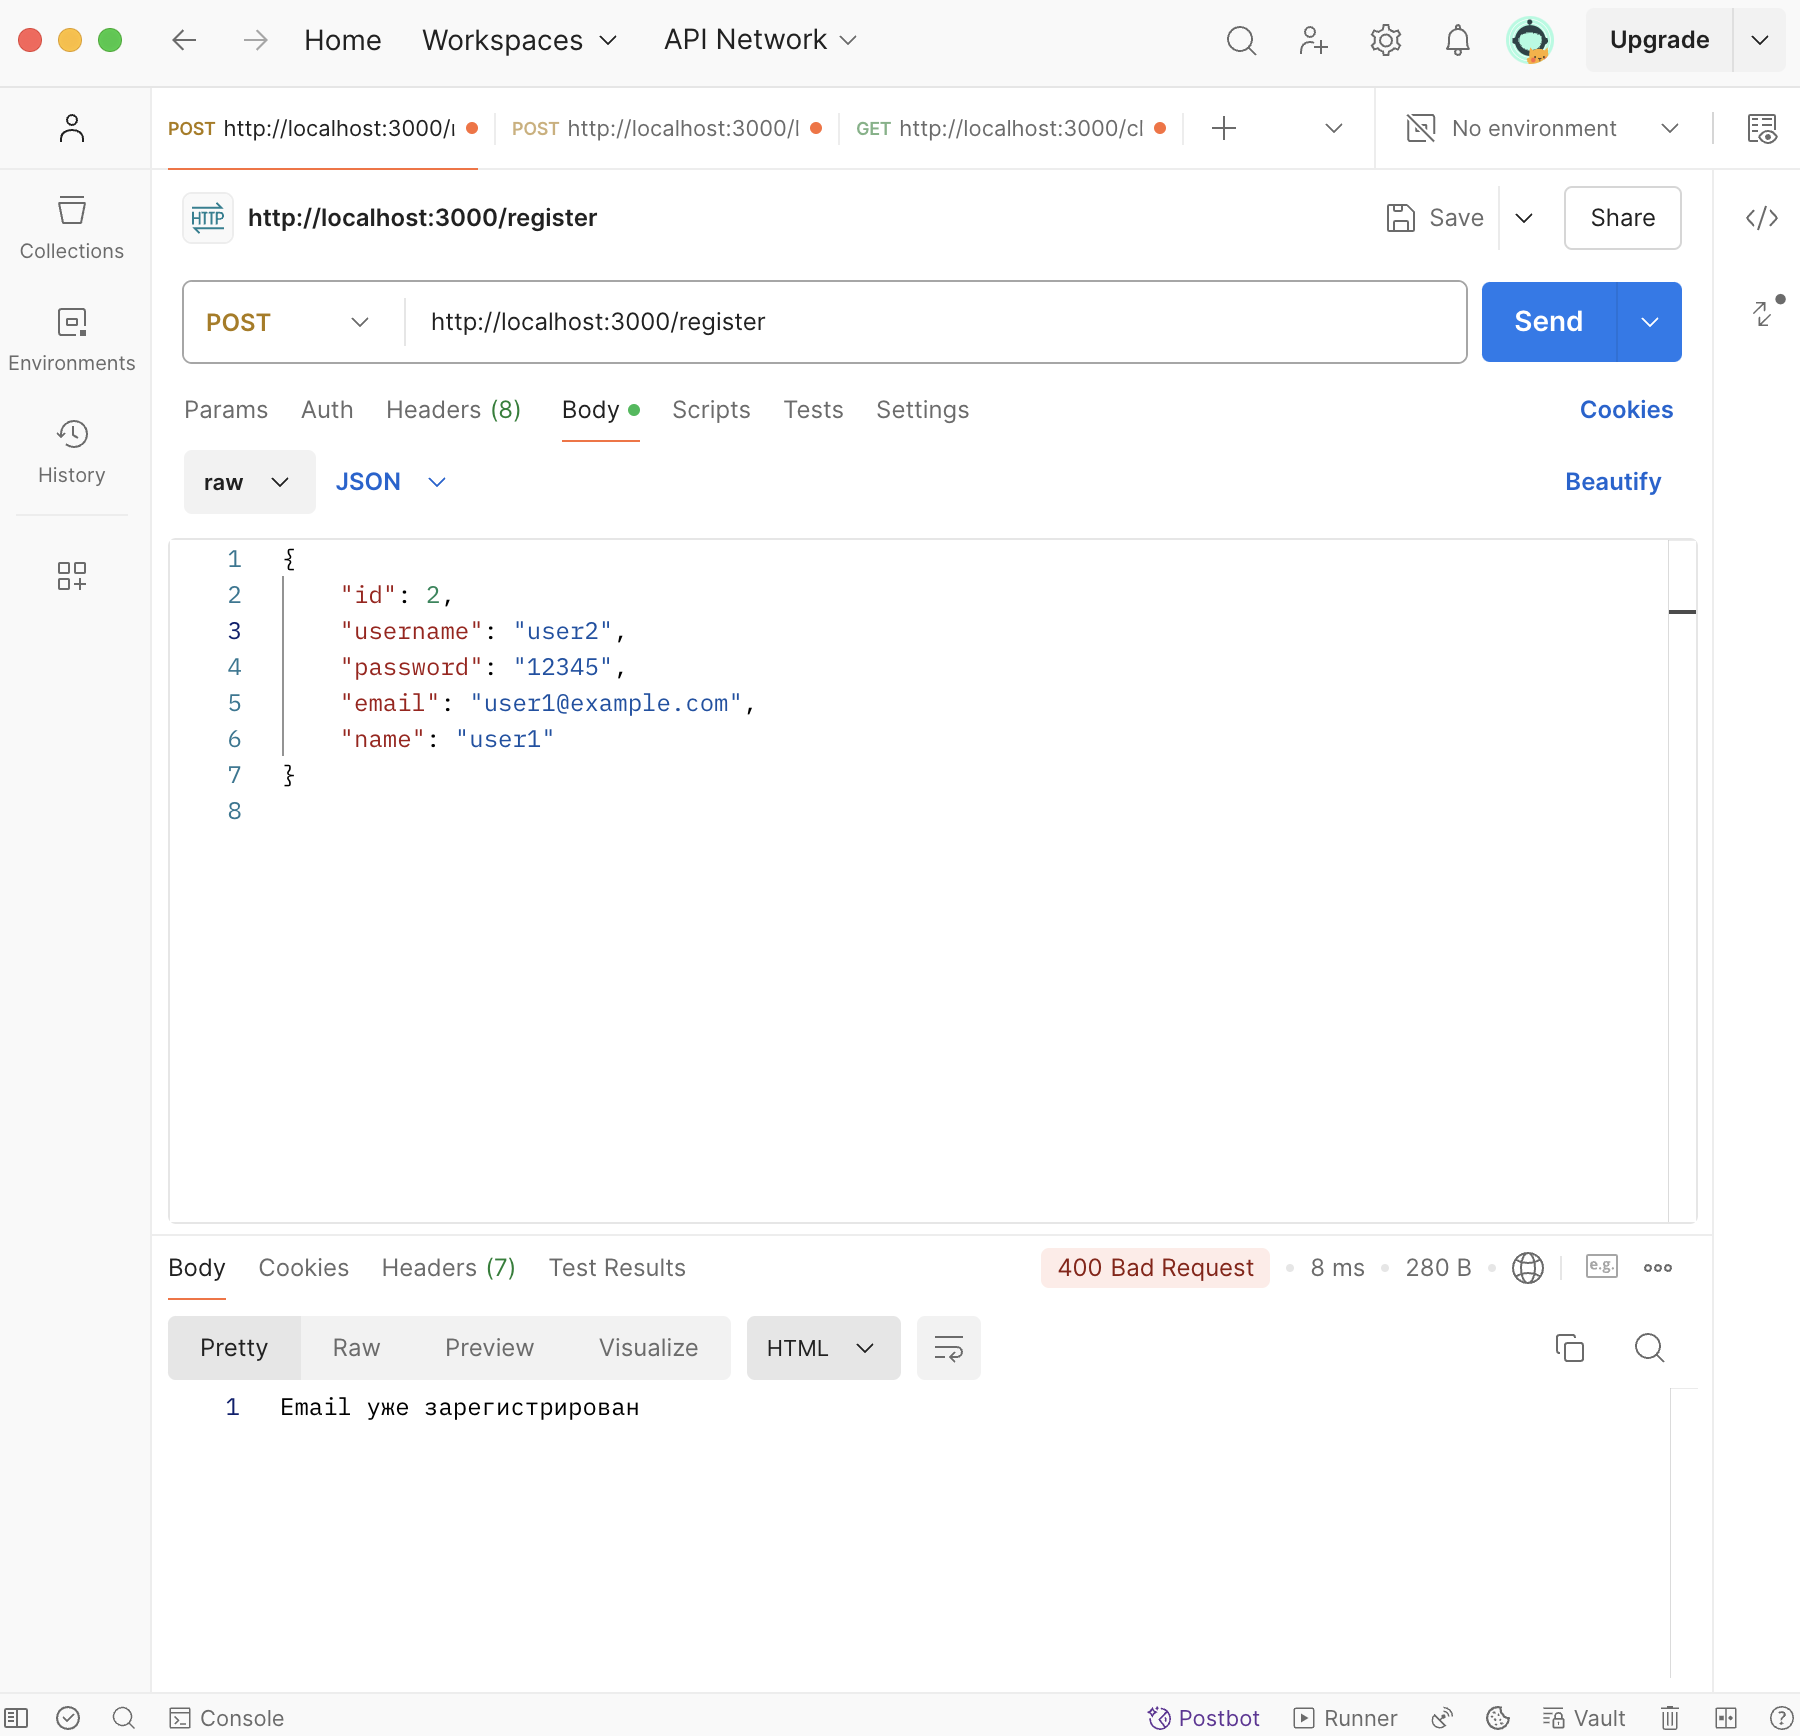 Home Workspaces API Network Upgrade
POST http://localhost:3000/r POST http://localhost:3000/l GET http://localhost:3000/cl No environment
HTTP http://localhost:3000/register Save Share
Collections
POST http://localhost:3000/register Send
Environments
Params Auth Headers (8) Body Scripts Tests Settings Cookies
History
raw JSON Beautify
1 {
2 "id": 2,
3 "username": "user2",
4 "password": "12345",
5 "email": "user1@example.com",
6 "name": "user1"
7 }
8
Body Cookies Headers (7) Test Results 400 Bad Request 8 ms 280 B e.g.
Pretty Raw Preview Visualize HTML
1 Email уже зарегистрирован
Console Postbot Runner Vault